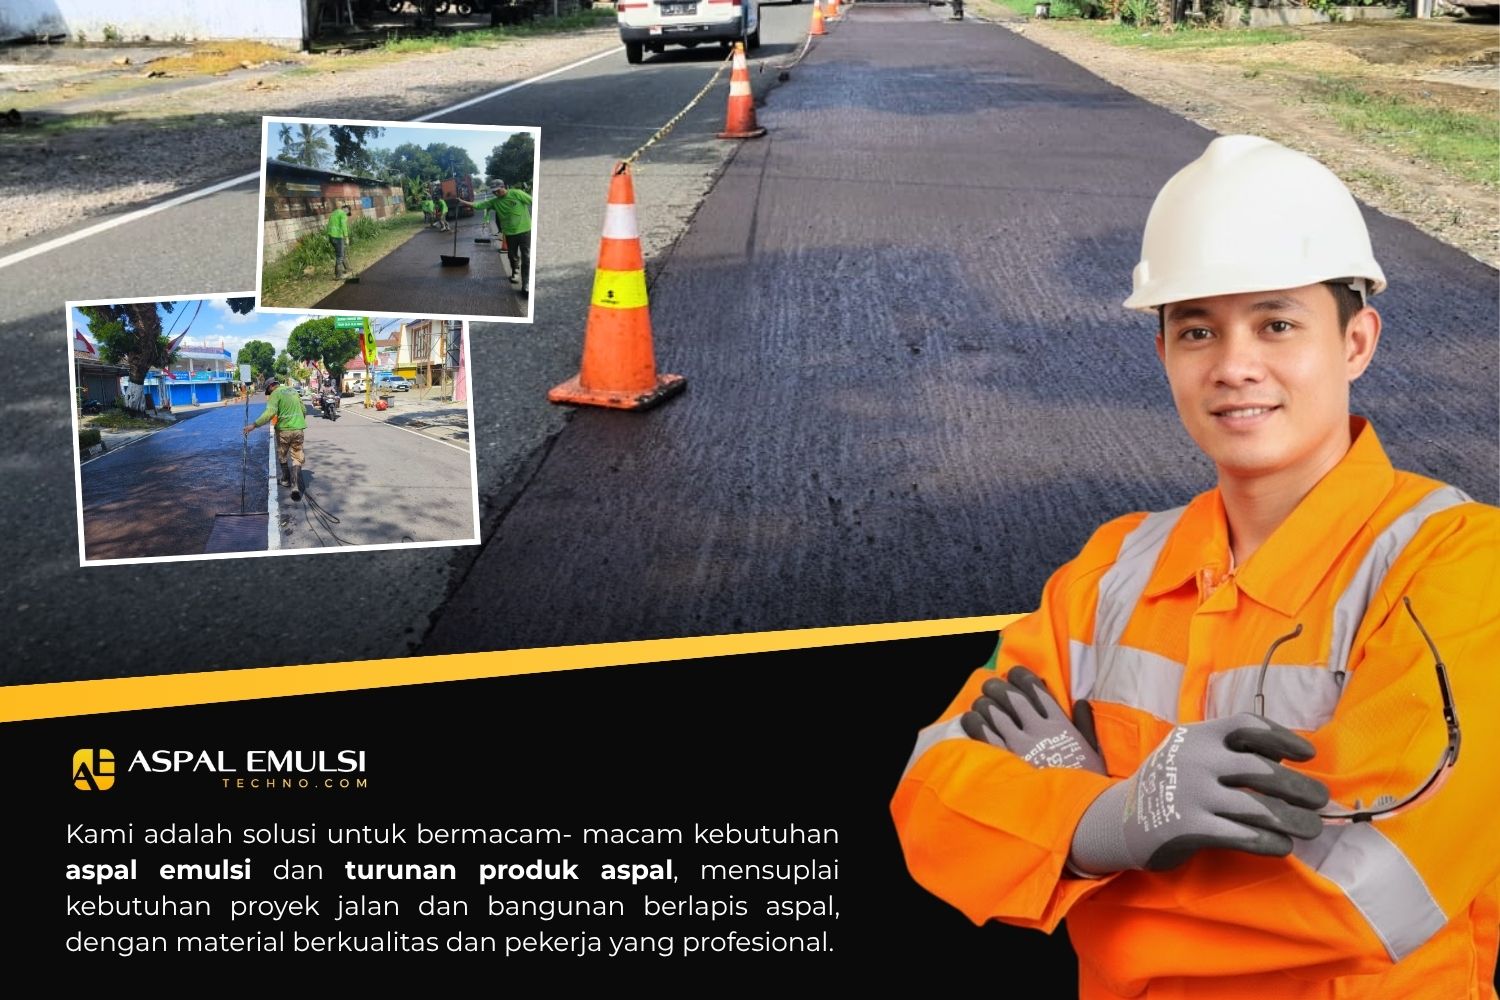 ASPAL EMULSI
TECHNO.COM
Kami adalah solusi untuk bermacam- macam kebutuhan
aspal emulsi dan turunan produk aspal, mensuplai
kebutuhan proyek jalan dan bangunan berlapis aspal,
dengan material berkualitas dan pekerja yang profesional.
MaxiFlex